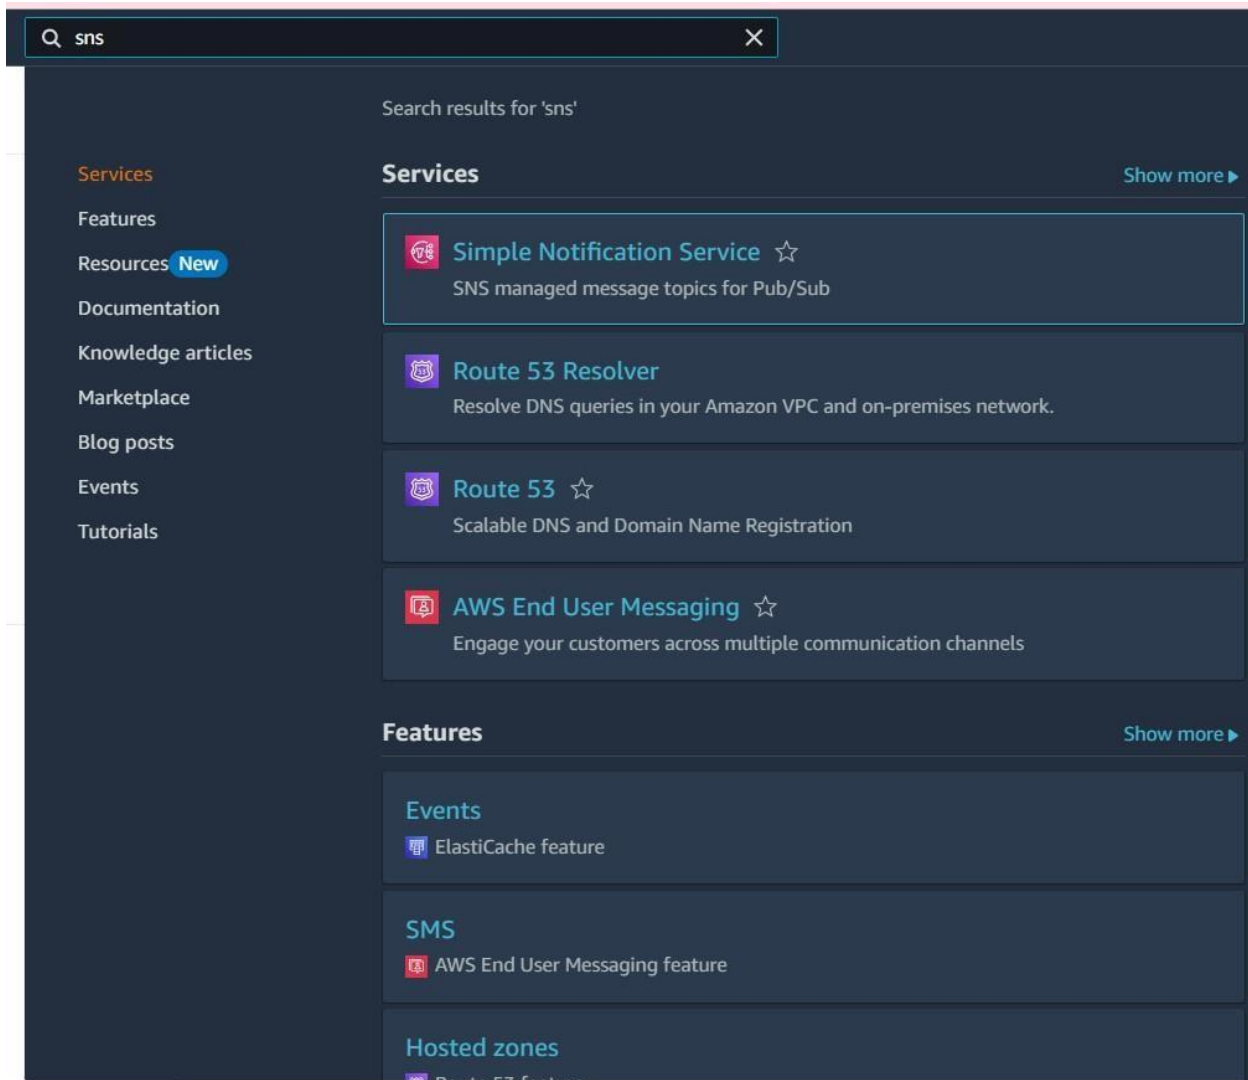 sns
Search results for 'sns'
Services
Features
Resources New
Documentation
Knowledge articles
Marketplace
Blog posts
Events
Tutorials
Services
Show more
Simple Notification Service
SNS managed message topics for Pub/Sub
Route 53 Resolver
Resolve DNS queries in your Amazon VPC and on-premises network.
Route 53
Scalable DNS and Domain Name Registration
AWS End User Messaging
Engage your customers across multiple communication channels
Features
Show more
Events
ElastiCache feature
SMS
AWS End User Messaging feature
Hosted zones
Route 53 feature